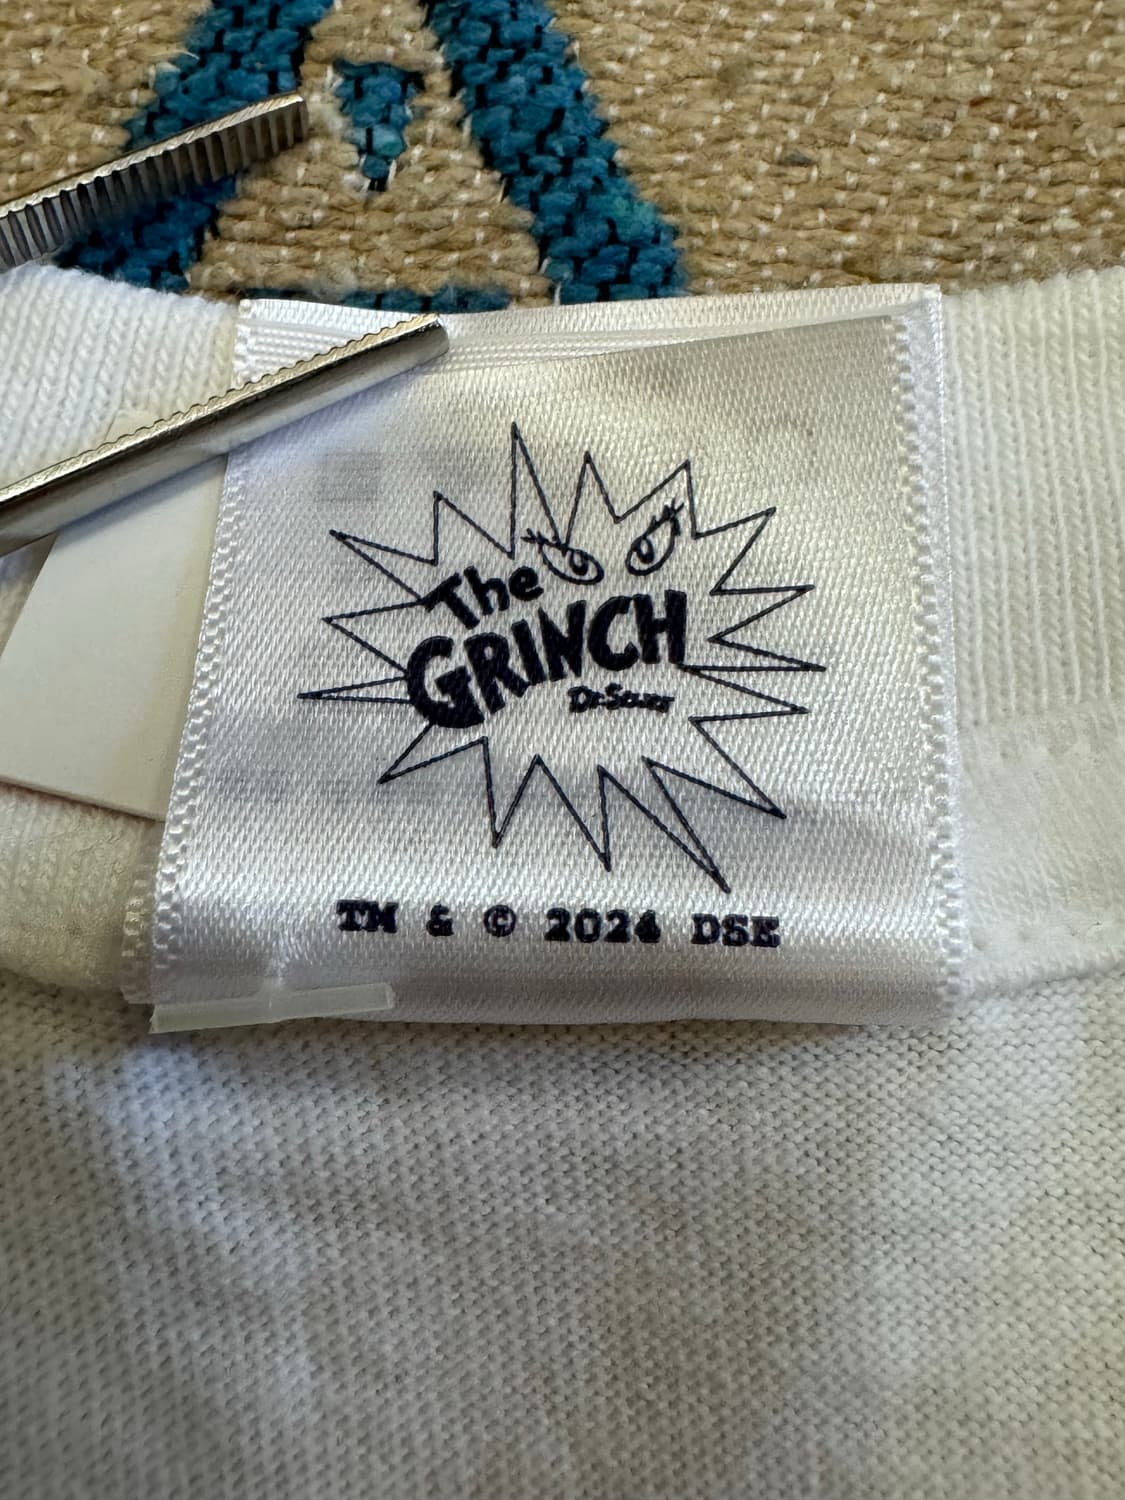 The
GRINCH
Dr. Seuss
TM & © 2024 DSE